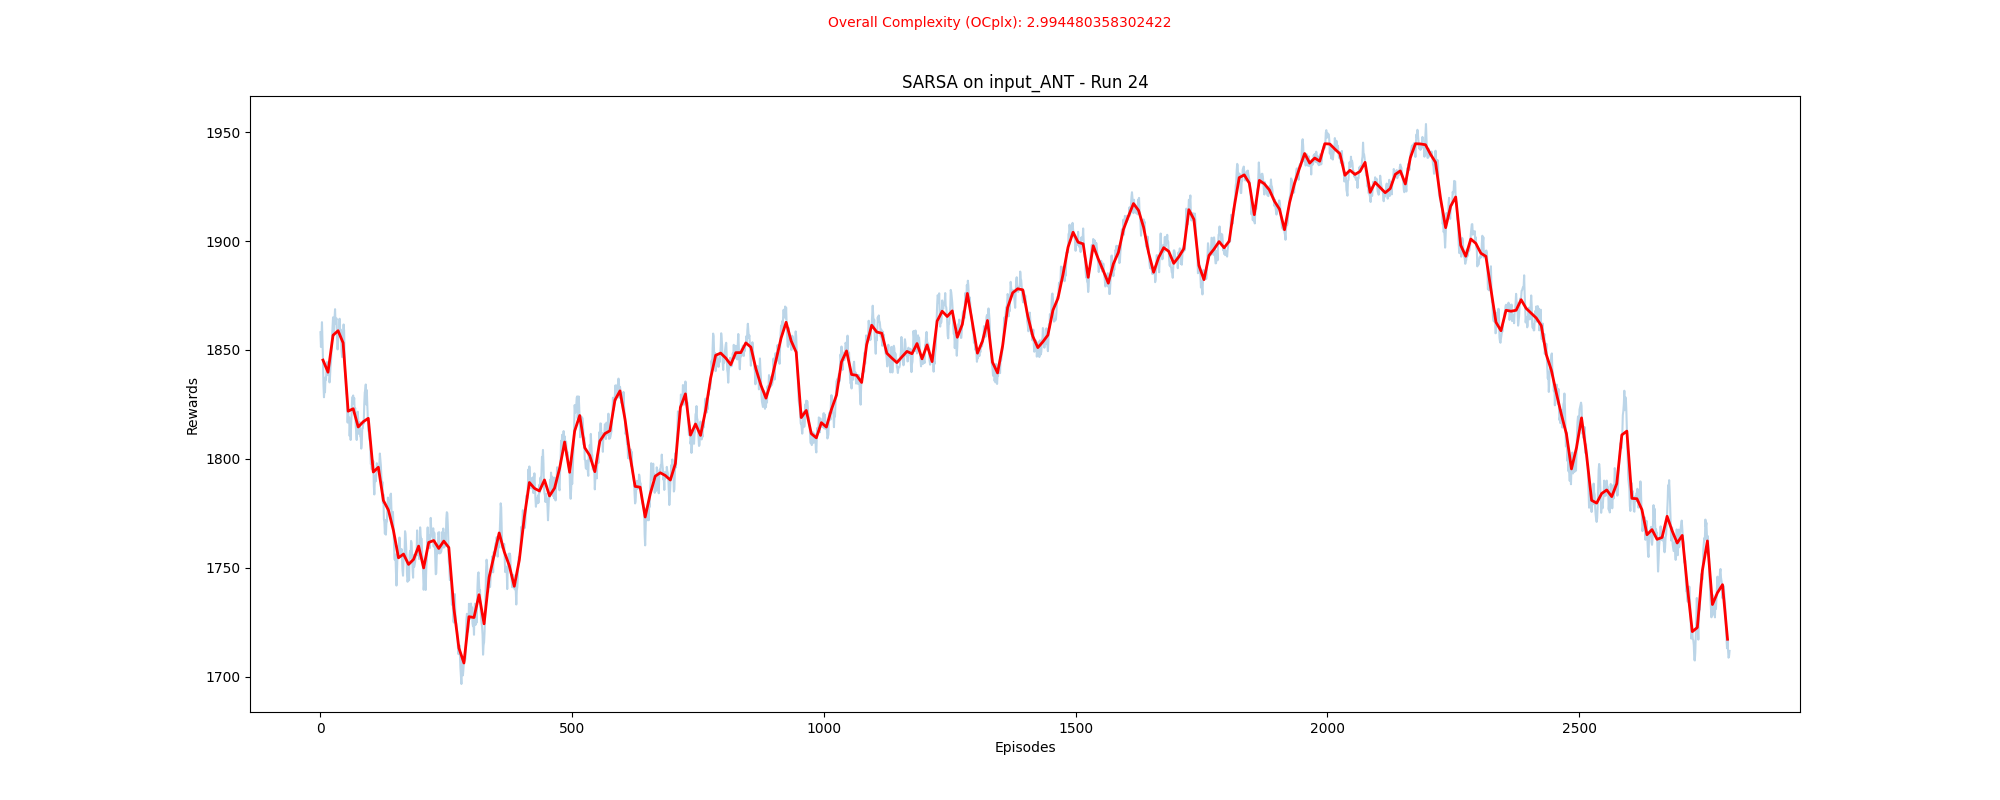 Overall Complexity (OCplx): 2.994480358302422
SARSA on input_ANT - Run 24
Rewards
1950
1900
1850
1800
1750
1700
0 500 1000 1500 2000 2500
Episodes